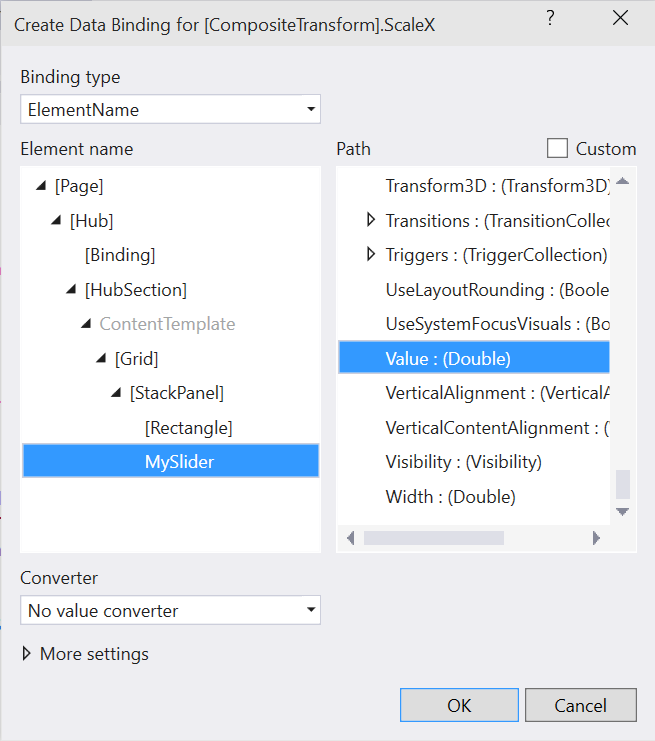 Create Data Binding for [CompositeTransform].ScaleX
?
Binding type
ElementName
Element name
[Page]
[Hub]
[Binding]
[HubSection]
ContentTemplate
[Grid]
[StackPanel]
[Rectangle]
MySlider
Path
Custom
Transform3D : (Transform3D)
Transitions : (TransitionCollec
Triggers : (TriggerCollection)
UseLayoutRounding : (Boole
UseSystemFocusVisuals : (Bo
Value : (Double)
VerticalAlignment : (VerticalA
VerticalContentAlignment : (
Visibility : (Visibility)
Width : (Double)
Converter
No value converter
More settings
OK
Cancel